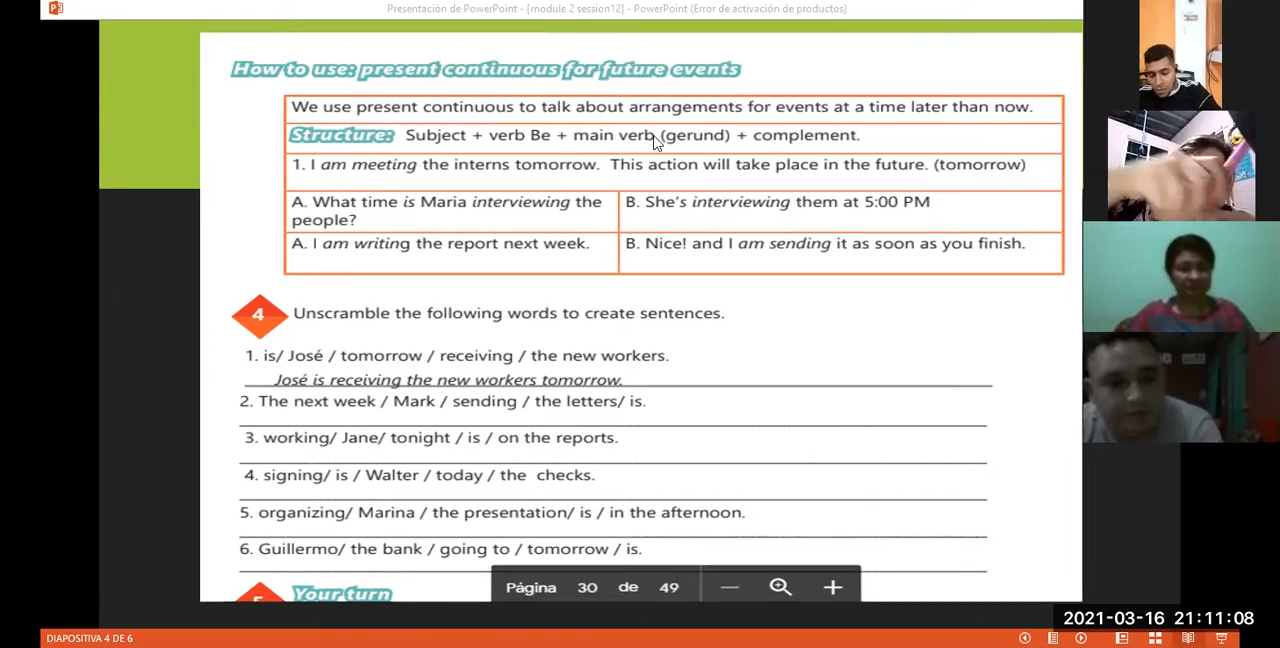 Presentación de PowerPoint - [module 2 session12] - PowerPoint (Error de activación de productos)
How to use: present continuous for future events
We use present continuous to talk about arrangements for events at a time later than now.
Structure: Subject + verb Be + main verb (gerund) + complement.
1. I am meeting the interns tomorrow. This action will take place in the future. (tomorrow)
A. What time is Maria interviewing the people?
B. She's interviewing them at 5:00 PM
A. I am writing the report next week.
B. Nice! and I am sending it as soon as you finish.
4 Unscramble the following words to create sentences.
1. is/ José / tomorrow / receiving / the new workers.
José is receiving the new workers tomorrow.
2. The next week / Mark / sending / the letters/ is.
3. working/ Jane/ tonight / is / on the reports.
4. signing/ is / Walter / today / the checks.
5. organizing/ Marina / the presentation/ is / in the afternoon.
6. Guillermo/ the bank / going to / tomorrow / is.
5 Your turn
Página 30 de 49
2021-03-16 21:11:08
DIAPOSITIVA 4 DE 6